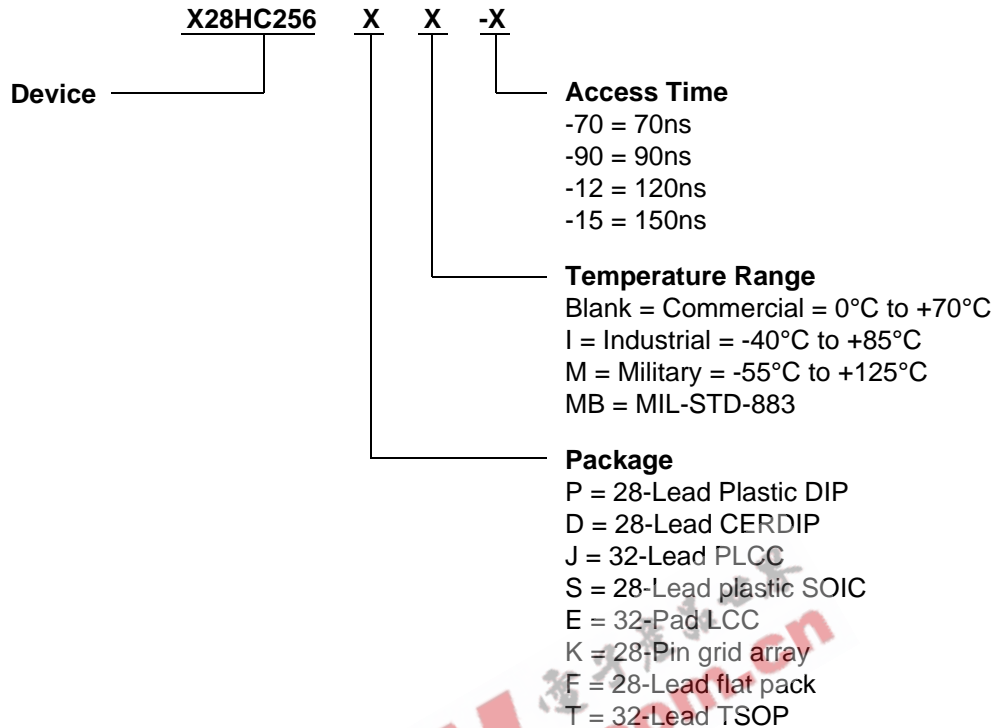 X28HC256 X X -X
Device
Access Time
-70 = 70ns
-90 = 90ns
-12 = 120ns
-15 = 150ns
Temperature Range
Blank = Commercial = 0°C to +70°C
I = Industrial = -40°C to +85°C
M = Military = -55°C to +125°C
MB = MIL-STD-883
Package
P = 28-Lead Plastic DIP
D = 28-Lead CERDIP
J = 32-Lead PLCC
S = 28-Lead plastic SOIC
E = 32-Pad LCC
K = 28-Pin grid array
F = 28-Lead flat pack
T = 32-Lead TSOP